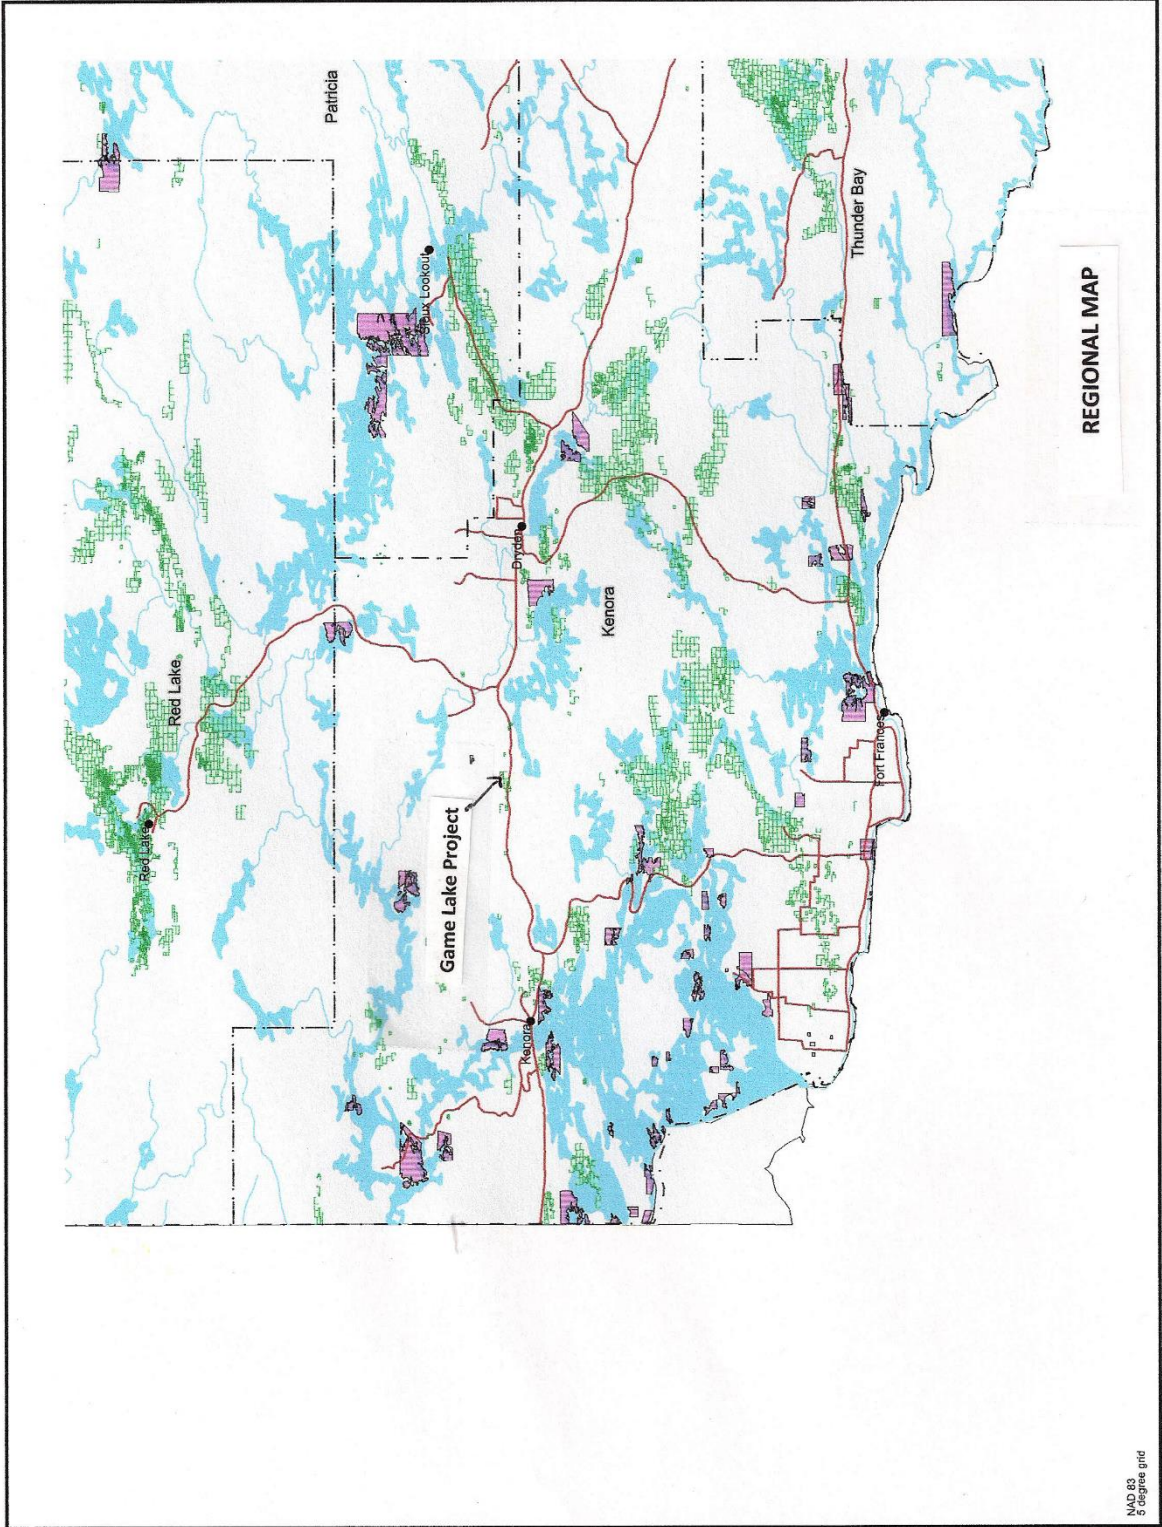 Patricia
Red Lake
Red Lake
Sioux Lookout
Game Lake Project
Dryden
Kenora
Kenora
Thunder Bay
Fort Frances
REGIONAL MAP
NAD 83
5 degree grid